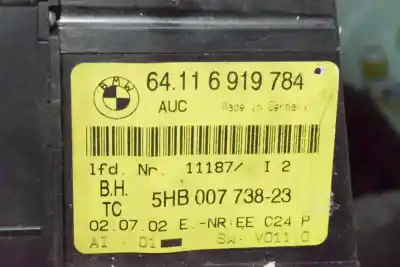 BMW
64.11 6 919 784
AUC Made in Germany
lfd. Nr. 11187/ I 2
B.H.
TC 5HB 007 738-23
02.07.02 E.-NR:EE C24 P
AI : 01 SW: V011.0